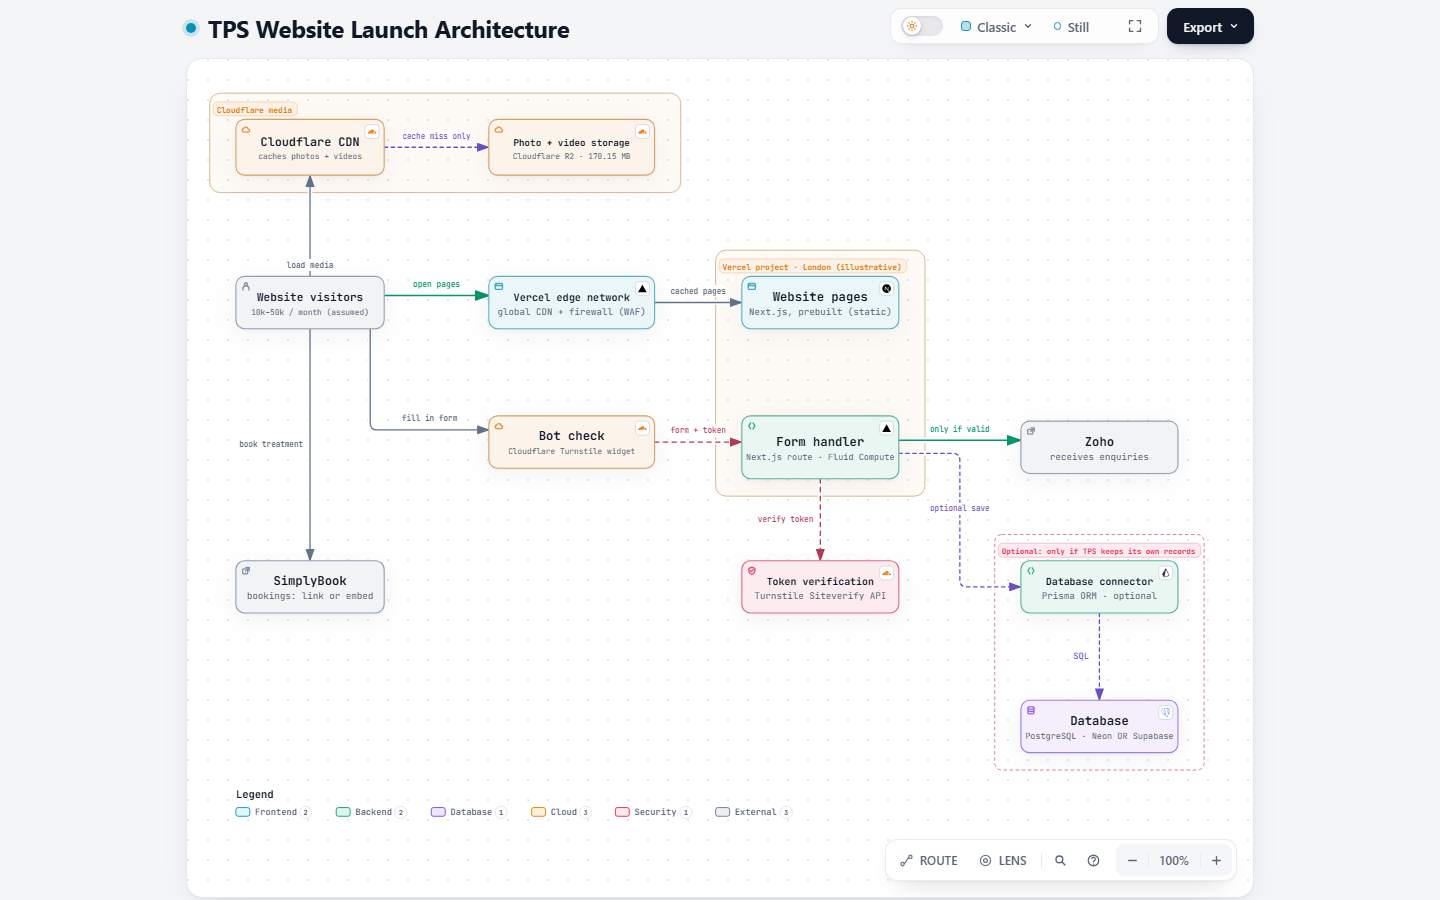 TPS Website Launch Architecture
Classic
Still
Export
Cloudflare media
Cloudflare CDN
caches photos + videos
cache miss only
Photo + video storage
Cloudflare R2 · 170.15 MB
load media
Website visitors
10k–50k / month (assumed)
open pages
Vercel edge network
global CDN + firewall (WAF)
cached pages
Vercel project · London (illustrative)
Website pages
Next.js, prebuilt (static)
fill in form
book treatment
Bot check
Cloudflare Turnstile widget
form + token
Form handler
Next.js route · Fluid Compute
only if valid
Zoho
receives enquiries
optional save
verify token
SimplyBook
bookings: link or embed
Token verification
Turnstile Siteverify API
Optional: only if TPS keeps its own records
Database connector
Prisma ORM · optional
SQL
Database
PostgreSQL · Neon OR Supabase
Legend
Frontend 2
Backend 2
Database 1
Cloud 3
Security 1
External 3
ROUTE
LENS
100%